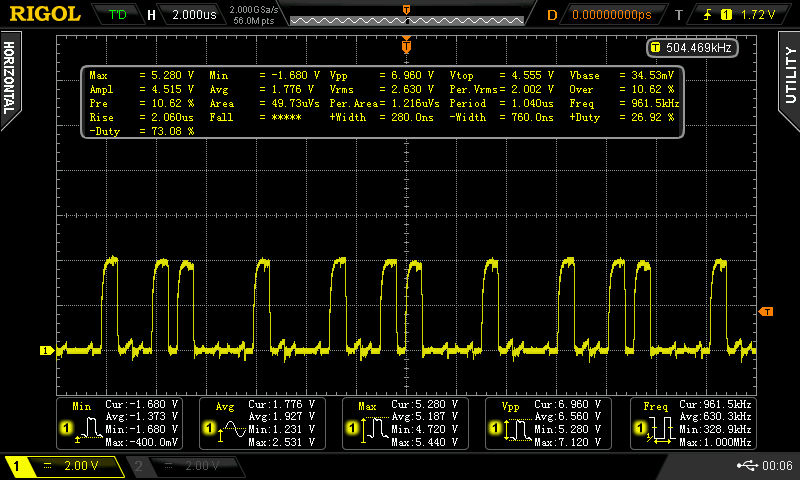 RIGOL T'D H 2.000us 2.000GSa/s 56.0M pts D 0.00000000ps T 1 1.72 V
T 504.469kHz
HORIZONTAL
UTILITY
Max = 5.280 V Min = -1.680 V Vpp = 6.960 V Vtop = 4.555 V Vbase = 34.53mV
Ampl = 4.515 V Avg = 1.776 V Vrms = 2.630 V Per.Vrms= 2.002 V Over = 10.62 %
Pre = 10.62 % Area = 49.73uVs Per.Area= 1.216uVs Period = 1.040us Freq = 961.5kHz
Rise = 2.060us Fall = ***** +Width = 280.0ns -Width = 760.0ns +Duty = 26.92 %
-Duty = 73.08 %
T
T
T
1
Min Cur:-1.680 V
Avg:-1.373 V
1 Min:-1.680 V
Max:-400.0mV
Avg Cur:1.776 V
Avg:1.927 V
1 Min:1.231 V
Max:2.531 V
Max Cur:5.280 V
Avg:5.187 V
1 Min:4.720 V
Max:5.440 V
Vpp Cur:6.960 V
Avg:6.560 V
1 Min:5.280 V
Max:7.120 V
Freq Cur:961.5kHz
Avg:630.3kHz
1 Min:328.9kHz
Max:1.000MHz
1 2.00 V 2 2.00 V 00:06